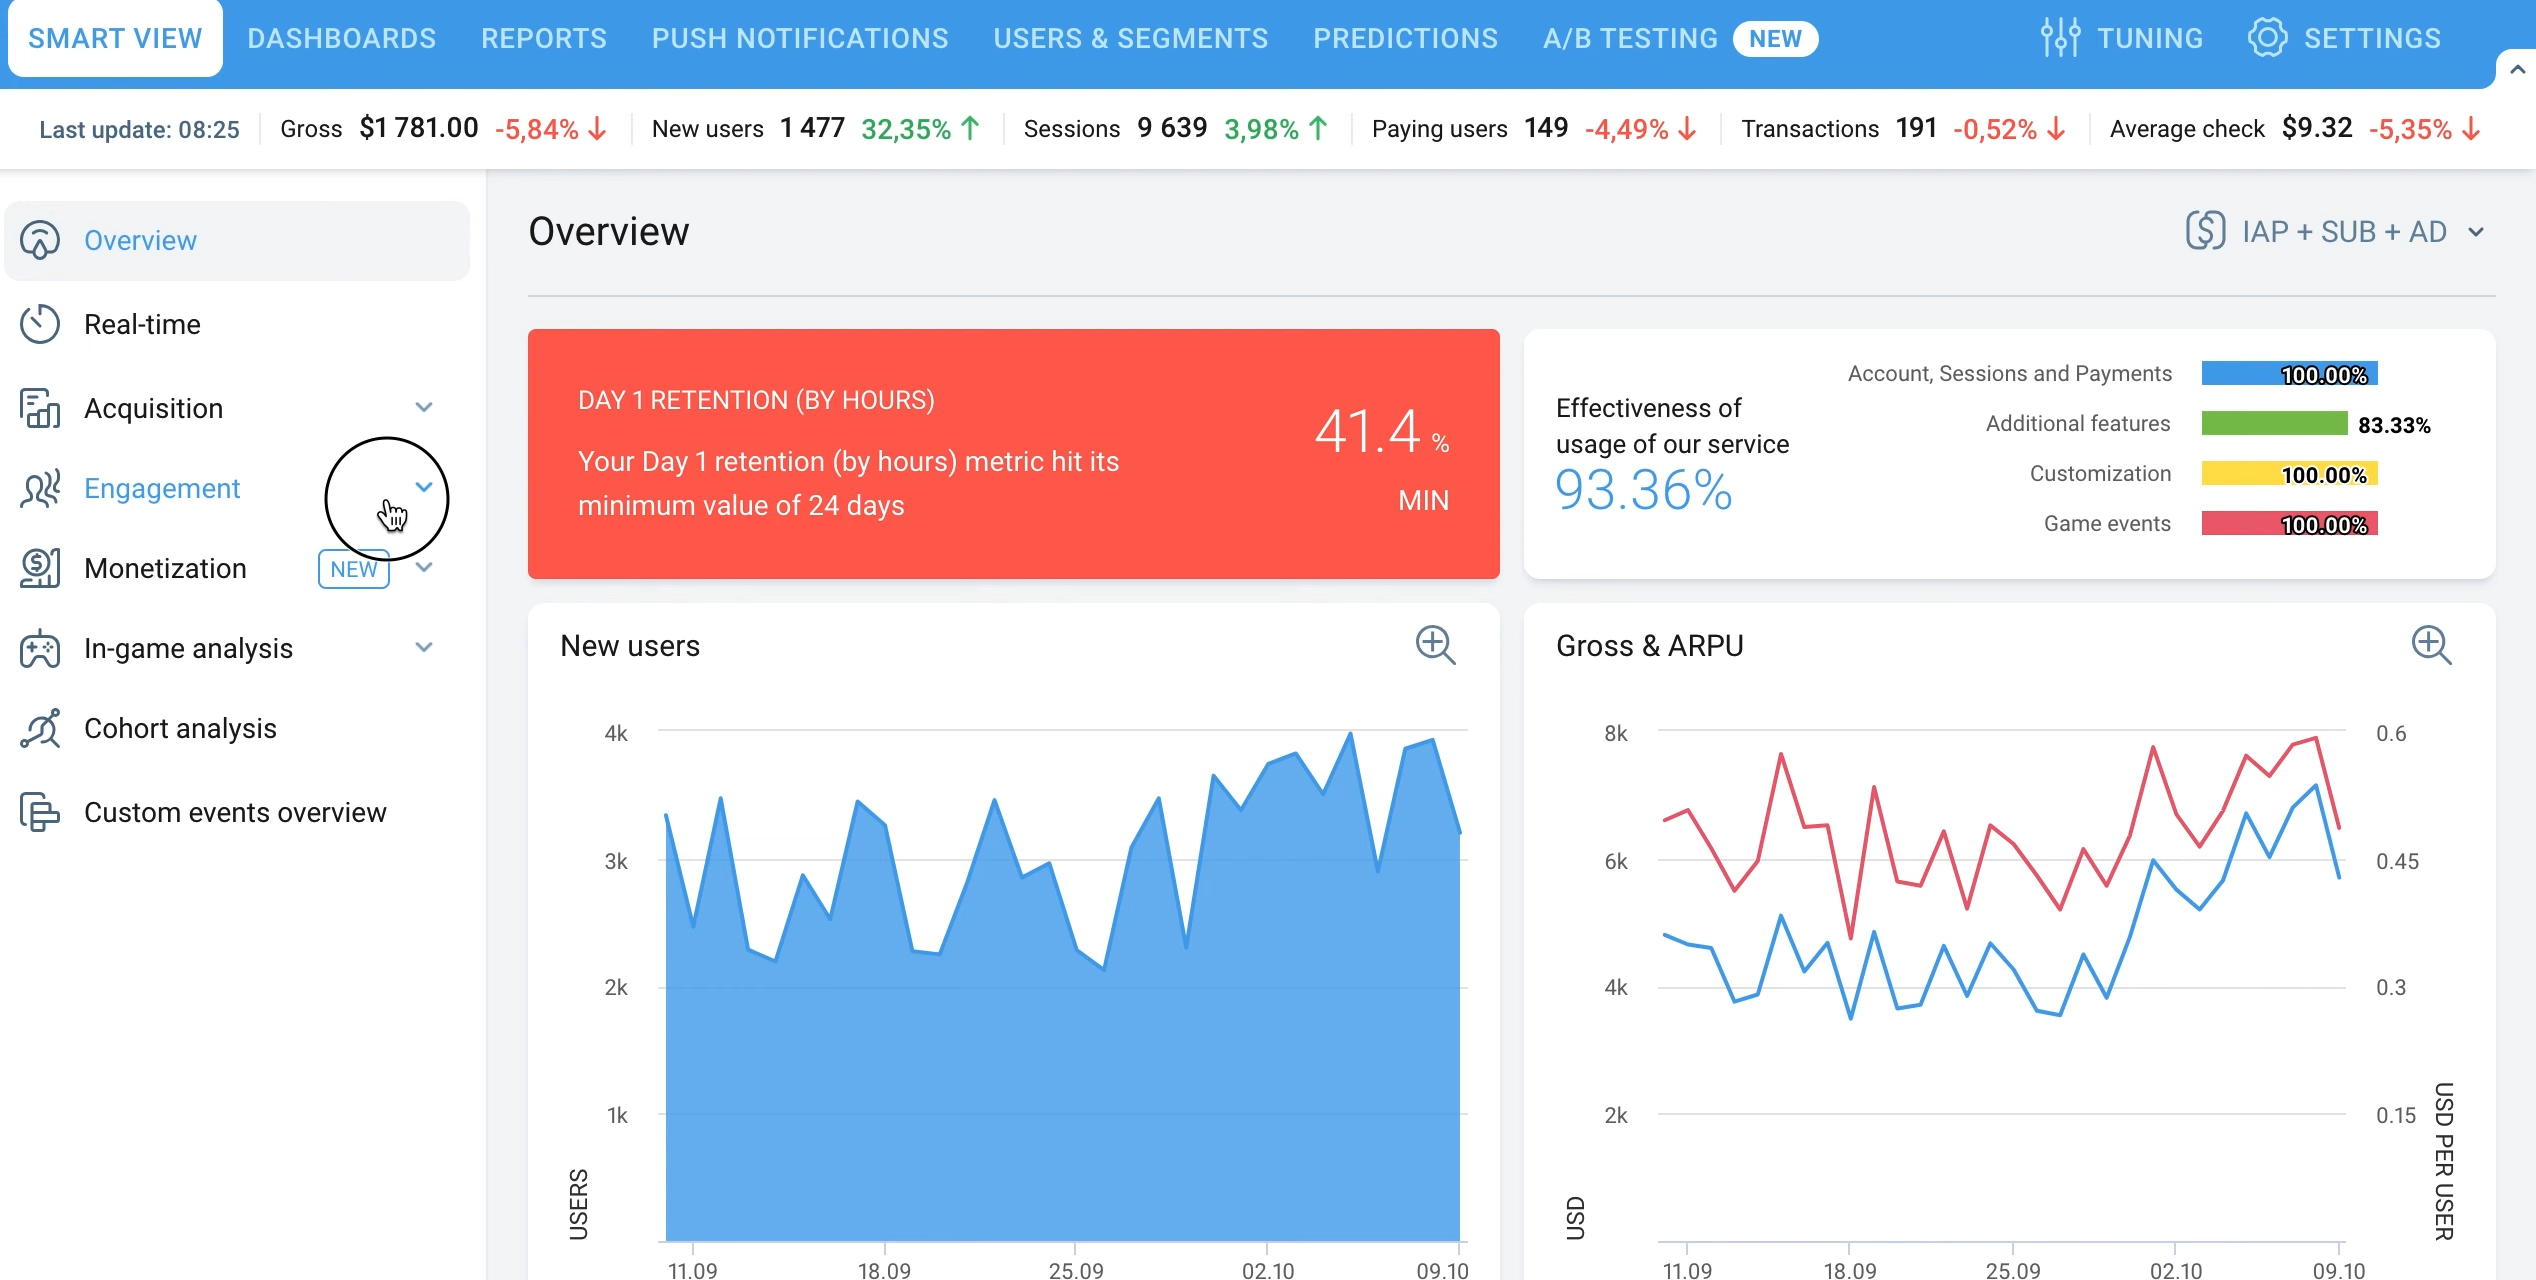 SMART VIEW DASHBOARDS REPORTS PUSH NOTIFICATIONS USERS & SEGMENTS PREDICTIONS A/B TESTING NEW TUNING SETTINGS
Last update: 08:25 Gross $1 781.00 -5,84% New users 1 477 32,35% Sessions 9 639 3,98% Paying users 149 -4,49% Transactions 191 -0,52% Average check $9.32 -5,35%
Overview
Real-time
Acquisition
Engagement
Monetization NEW
In-game analysis
Cohort analysis
Custom events overview
Overview IAP + SUB + AD
DAY 1 RETENTION (BY HOURS)
Your Day 1 retention (by hours) metric hit its
minimum value of 24 days
41.4 %
MIN
Effectiveness of
usage of our service
93.36%
Account, Sessions and Payments 100.00%
Additional features 83.33%
Customization 100.00%
Game events 100.00%
New users
4k
3k
2k
1k
USERS
11.09 18.09 25.09 02.10 09.10
Gross & ARPU
8k 0.6
6k 0.45
4k 0.3
2k 0.15
USD
USD PER USER
11.09 18.09 25.09 02.10 09.10